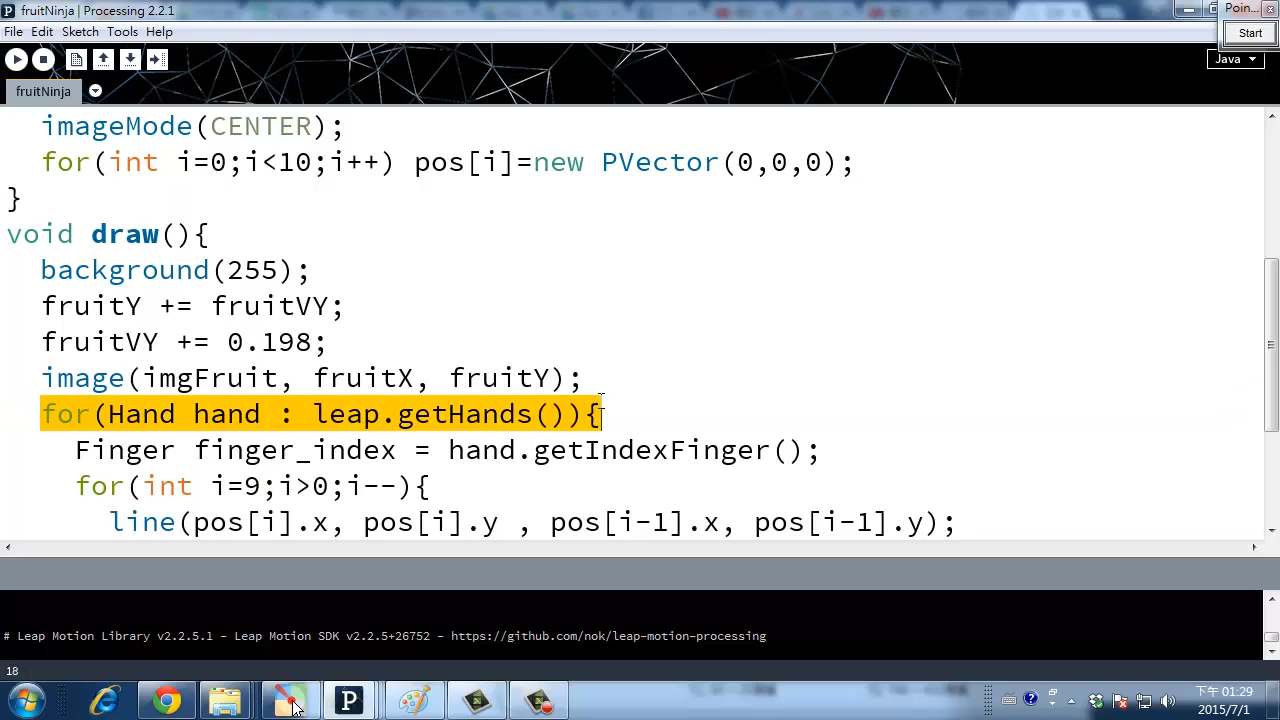 fruitNinja | Processing 2.2.1
Poin...
File Edit Sketch Tools Help
Start
Java
fruitNinja
imageMode(CENTER);
for(int i=0;i<10;i++) pos[i]=new PVector(0,0,0);
}
void draw(){
background(255);
fruitY += fruitVY;
fruitVY += 0.198;
image(imgFruit, fruitX, fruitY);
for(Hand hand : leap.getHands()){
Finger finger_index = hand.getIndexFinger();
for(int i=9;i>0;i--){
line(pos[i].x, pos[i].y , pos[i-1].x, pos[i-1].y);
# Leap Motion Library v2.2.5.1 - Leap Motion SDK v2.2.5+26752 - https://github.com/nok/leap-motion-processing
18
下午 01:29
2015/7/1